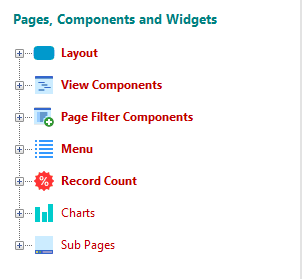 Pages, Components and Widgets
Layout
View Components
Page Filter Components
Menu
Record Count
Charts
Sub Pages